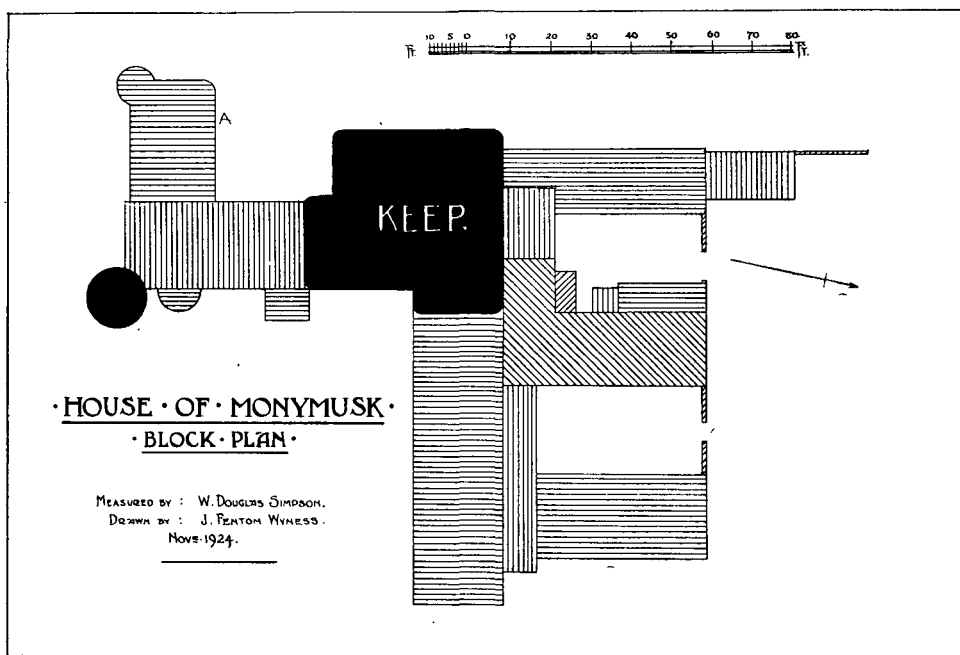 10 5 0 10 20 30 40 50 60 70 80
FT. FT.
A
KEEP.
· HOUSE · OF · MONYMUSK ·
· BLOCK · PLAN ·
MEASURED BY : W. DOUGLAS SIMPSON.
DRAWN BY : J. FENTON WYNESS.
NOVR. 1924.